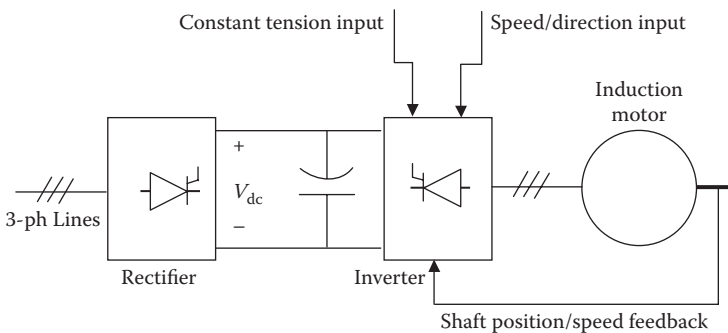 Constant tension input
Speed/direction input
Induction
motor
+
V_dc
−
3-ph Lines
Rectifier
Inverter
Shaft position/speed feedback